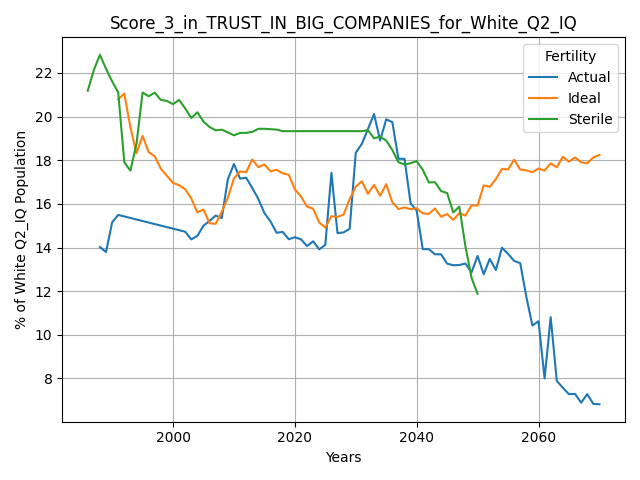 Score_3_in_TRUST_IN_BIG_COMPANIES_for_White_Q2_IQ
Fertility
Actual
Ideal
Sterile
% of White Q2_IQ Population
22
20
18
16
14
12
10
8
2000
2020
2040
2060
Years